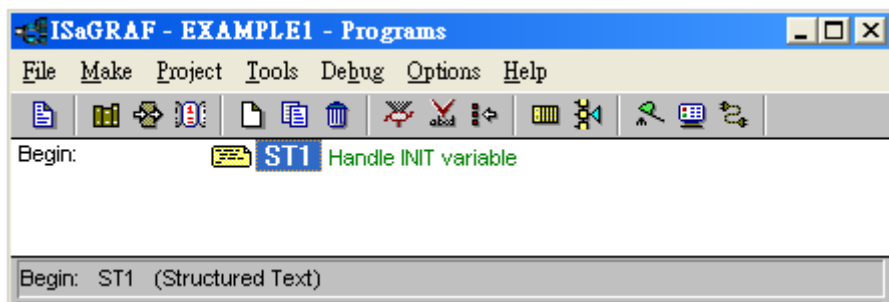 ISaGRAF - EXAMPLE1 - Programs
File Make Project Tools Debug Options Help
Begin: ST1 Handle INIT variable
Begin: ST1 (Structured Text)